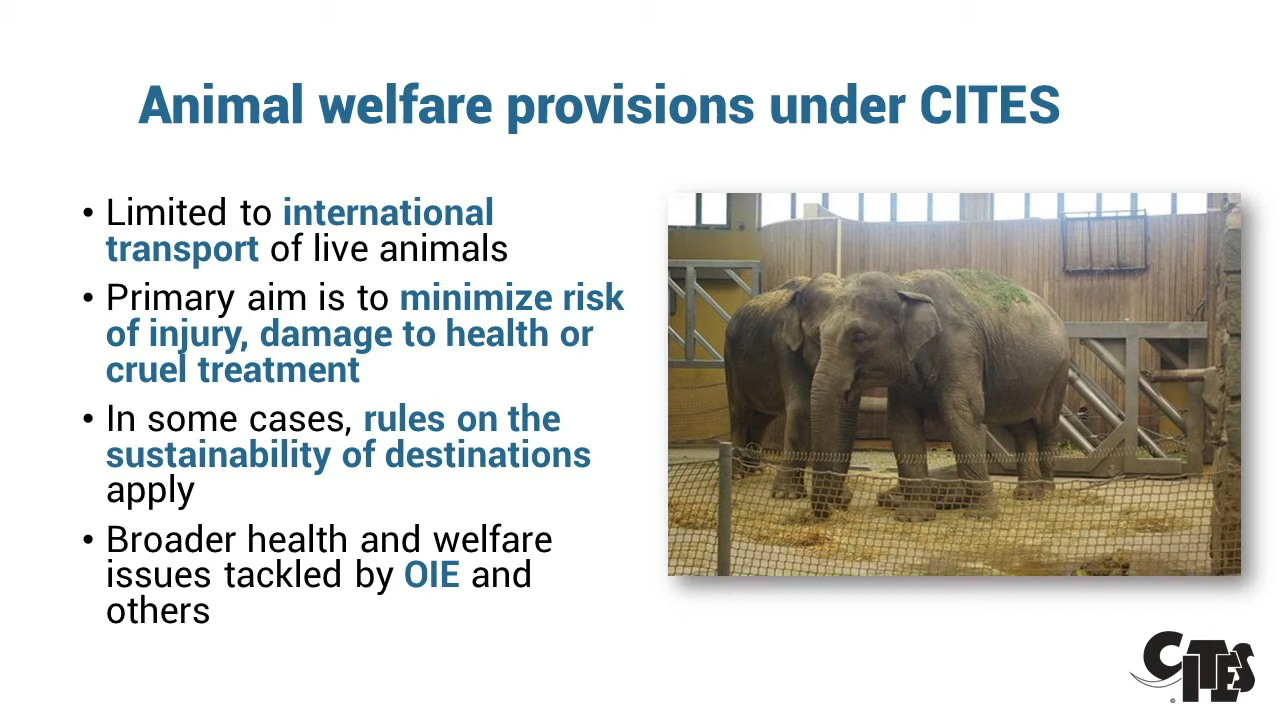 Animal welfare provisions under CITES
• Limited to international
transport of live animals
• Primary aim is to minimize risk
of injury, damage to health or
cruel treatment
• In some cases, rules on the
sustainability of destinations
apply
• Broader health and welfare
issues tackled by OIE and
others
CITES
®